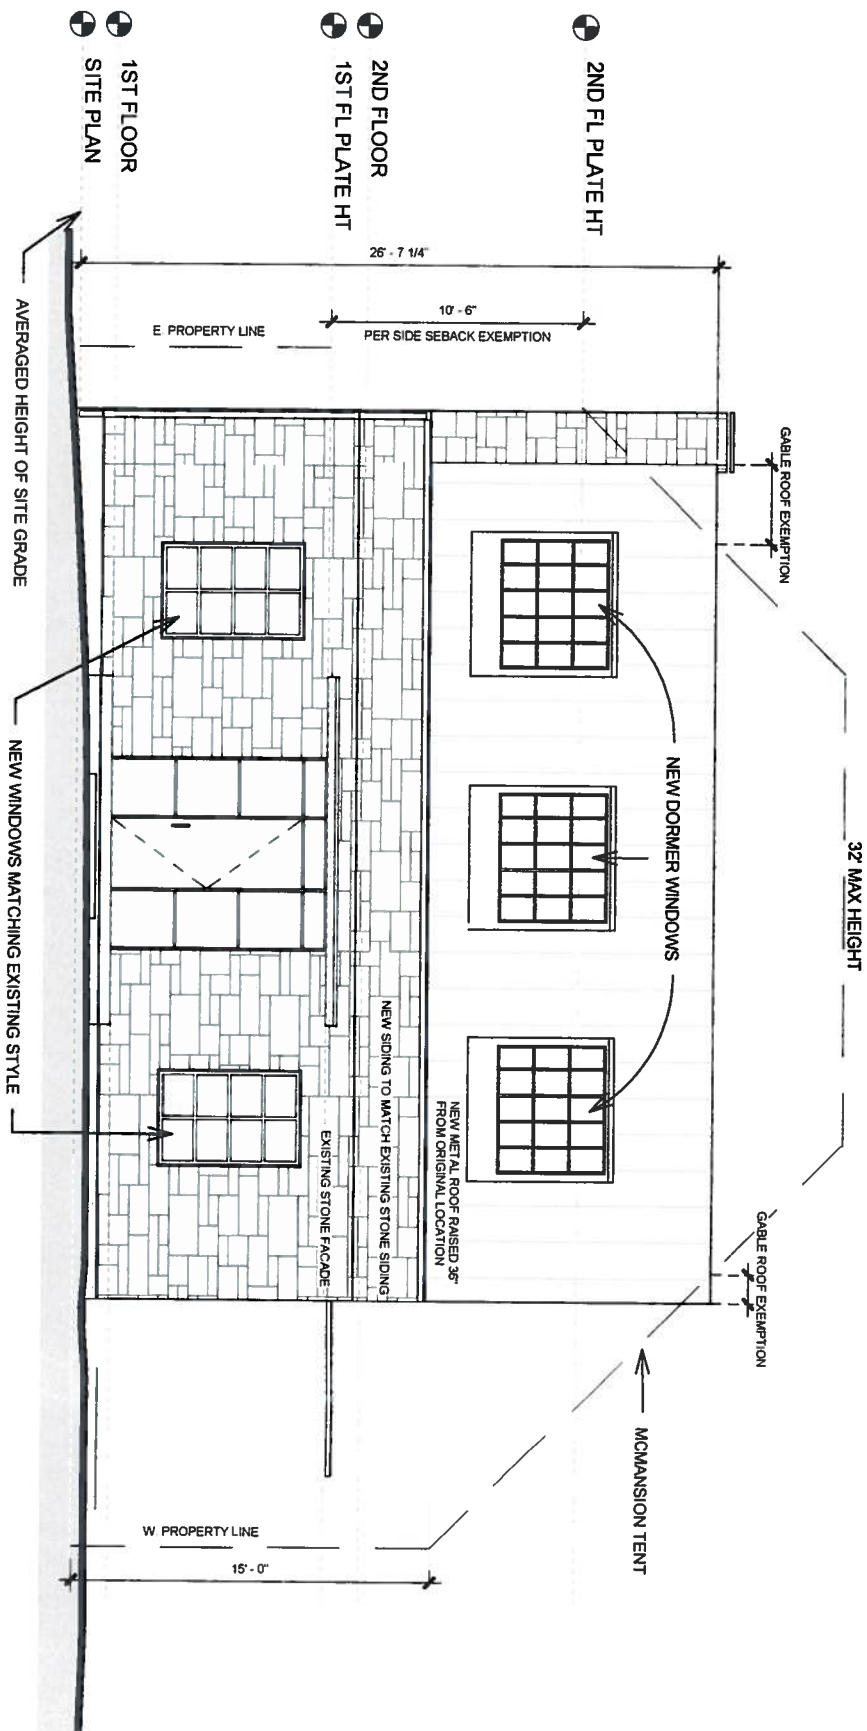 2ND FL PLATE HT
2ND FLOOR
1ST FL PLATE HT
1ST FLOOR
SITE PLAN
26' - 7 1/4"
10' - 6"
PER SIDE SEBACK EXEMPTION
E. PROPERTY LINE
AVERAGED HEIGHT OF SITE GRADE
GABLE ROOF EXEMPTION
32' MAX HEIGHT
NEW DORMER WINDOWS
NEW METAL ROOF RAISED 36"
FROM ORIGINAL LOCATION
NEW SIDING TO MATCH EXISTING STONE SIDING
EXISTING STONE FACADE
NEW WINDOWS MATCHING EXISTING STYLE
GABLE ROOF EXEMPTION
MCMANSION TENT
W. PROPERTY LINE
15' - 0"